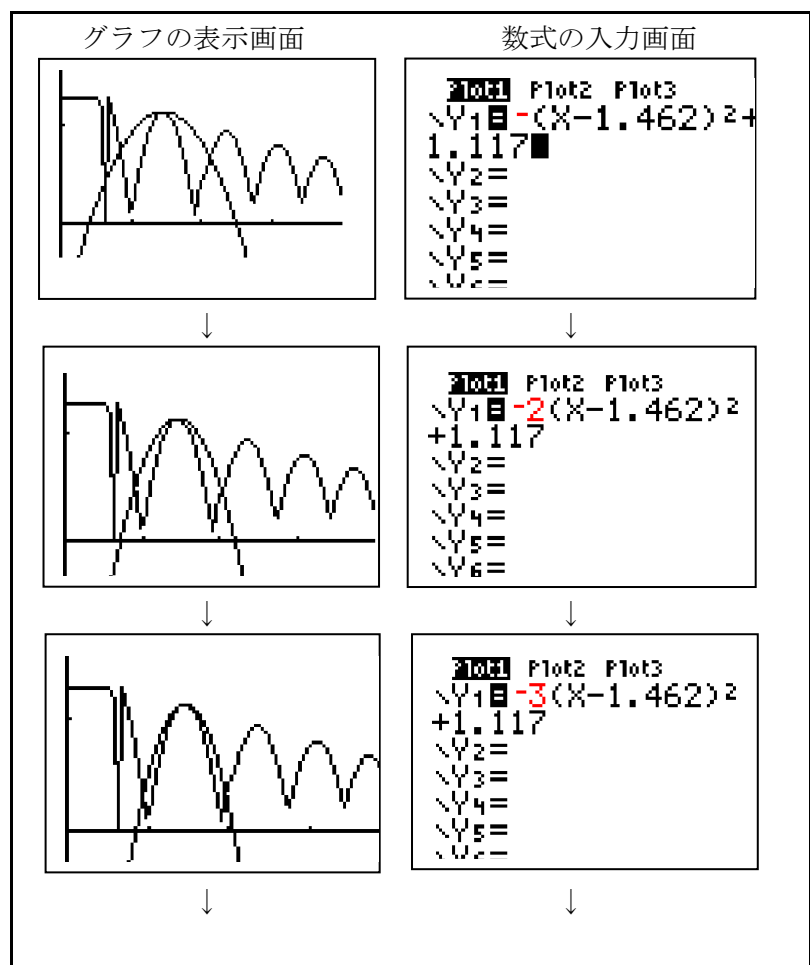 グラフの表示画面
数式の入力画面
Plot1 Plot2 Plot3
\Y1=-(X-1.462)²+
1.117
\Y2=
\Y3=
\Y4=
\Y5=
↓
↓
Plot1 Plot2 Plot3
\Y1=-2(X-1.462)²
+1.117
\Y2=
\Y3=
\Y4=
\Y5=
\Y6=
↓
↓
Plot1 Plot2 Plot3
\Y1=-3(X-1.462)²
+1.117
\Y2=
\Y3=
\Y4=
\Y5=
↓
↓